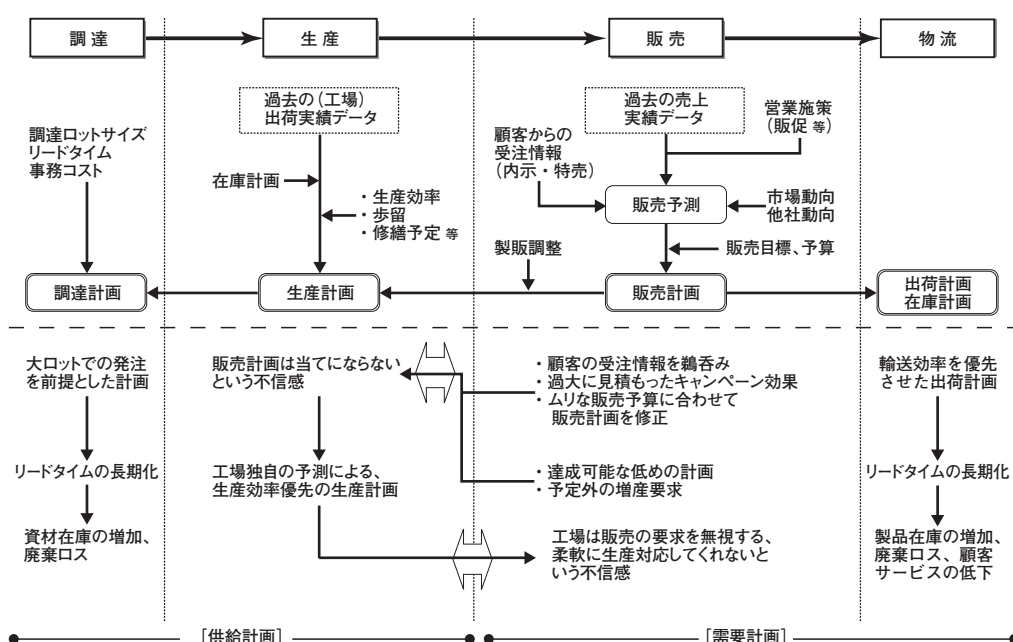 調達
生産
販売
物流
調達ロットサイズ
リードタイム
事務コスト
過去の（工場）
出荷実績データ
在庫計画
・生産効率
・歩留
・修繕予定 等
顧客からの
受注情報
（内示・特売）
過去の売上
実績データ
営業施策
（販促 等）
販売予測
市場動向
他社動向
製販調整
販売目標、予算
調達計画
生産計画
販売計画
出荷計画
在庫計画
大ロットでの発注
を前提とした計画
リードタイムの長期化
資材在庫の増加、
廃棄ロス
販売計画は当てにならない
という不信感
工場独自の予測による、
生産効率優先の生産計画
・顧客の受注情報を鵜呑み
・過大に見積もったキャンペーン効果
・ムリな販売予算に合わせて
販売計画を修正
・達成可能な低めの計画
・予定外の増産要求
工場は販売の要求を無視する、
柔軟に生産対応してくれないと
いう不信感
輸送効率を優先
させた出荷計画
リードタイムの長期化
製品在庫の増加、
廃棄ロス、顧客
サービスの低下
［供給計画］
［需要計画］